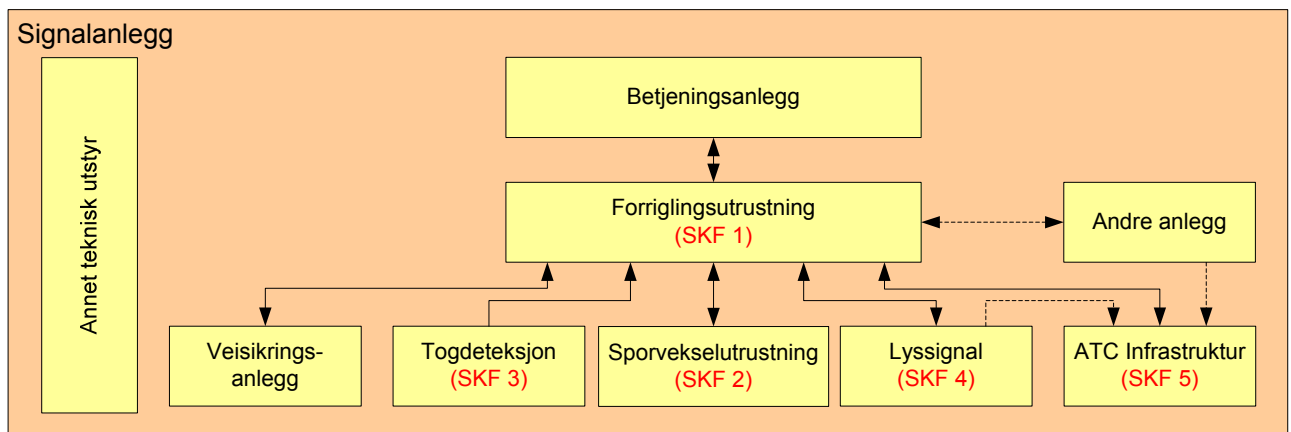 Signalanlegg
Annet teknisk utstyr
Betjeningsanlegg
Forriglingsutrustning
(SKF 1)
Andre anlegg
Veisikrings-
anlegg
Togdeteksjon
(SKF 3)
Sporvekselutrustning
(SKF 2)
Lyssignal
(SKF 4)
ATC Infrastruktur
(SKF 5)